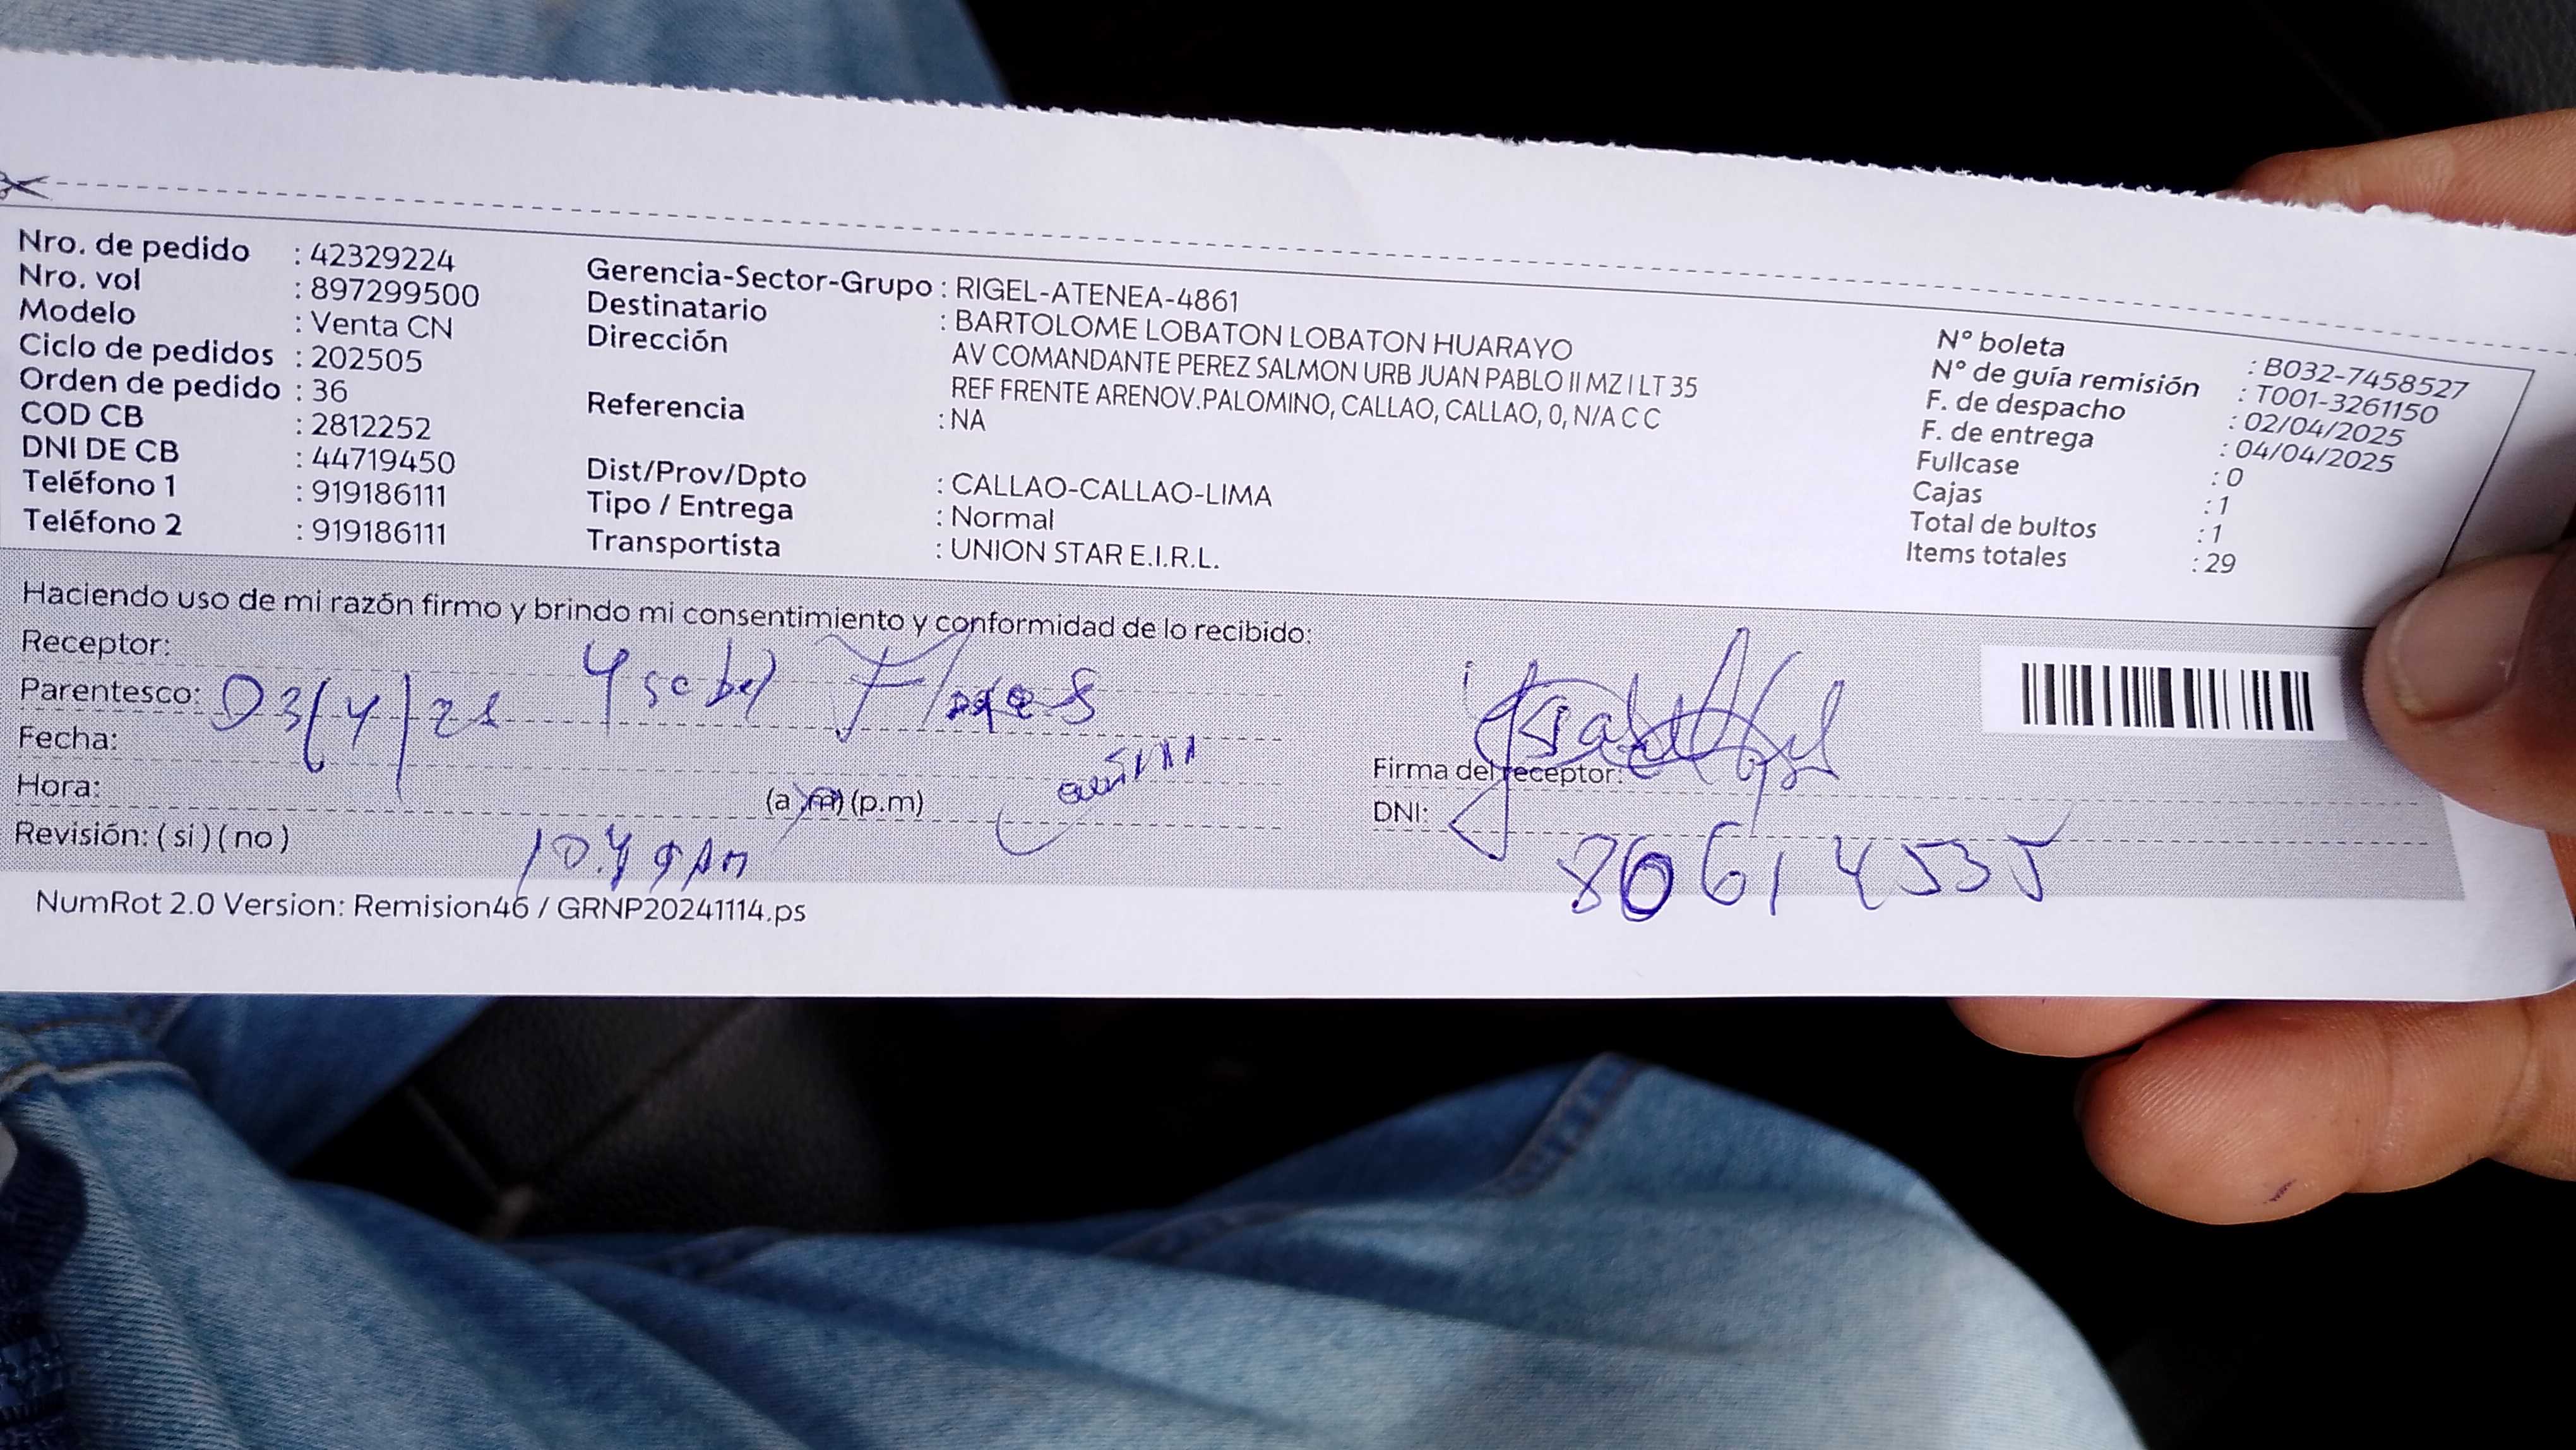 Nro. de pedido : 42329224
Nro. vol : 897299500
Modelo : Venta CN
Ciclo de pedidos : 202505
Orden de pedido : 36
COD CB : 2812252
DNI DE CB : 44719450
Teléfono 1 : 919186111
Teléfono 2 : 919186111
Gerencia-Sector-Grupo : RIGEL-ATENEA-4861
Destinatario : BARTOLOME LOBATON LOBATON HUARAYO
Dirección AV COMANDANTE PEREZ SALMON URB JUAN PABLO II MZ I LT 35
REF FRENTE ARENOV.PALOMINO, CALLAO, CALLAO, 0, N/A C C
Referencia : NA
Dist/Prov/Dpto : CALLAO-CALLAO-LIMA
Tipo / Entrega : Normal
Transportista : UNION STAR E.I.R.L.
N° boleta : B032-7458527
N° de guía remisión : T001-3261150
F. de despacho : 02/04/2025
F. de entrega : 04/04/2025
Fullcase : 0
Cajas : 1
Total de bultos : 1
Items totales : 29
Haciendo uso de mi razón firmo y brindo mi consentimiento y conformidad de lo recibido:
Receptor: Ysabel Flores
Parentesco:
Fecha:
Hora: (a.m) (p.m)
Revisión: ( si ) ( no )
Firma del receptor:
DNI: 80614535
NumRot 2.0 Version: Remision46 / GRNP20241114.ps